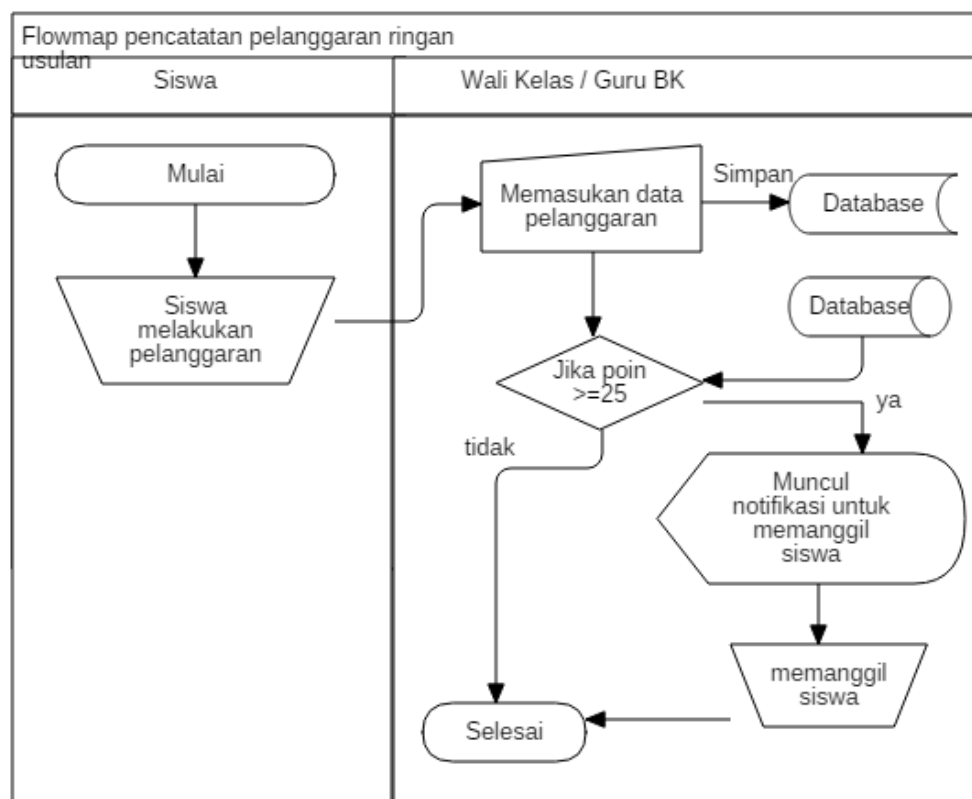 Flowmap pencatatan pelanggaran ringan
usulan
Siswa
Wali Kelas / Guru BK
Mulai
Siswa
melakukan
pelanggaran
Memasukan data
pelanggaran
Simpan
Database
Database
Jika poin
>=25
ya
tidak
Muncul
notifikasi untuk
memanggil
siswa
memanggil
siswa
Selesai